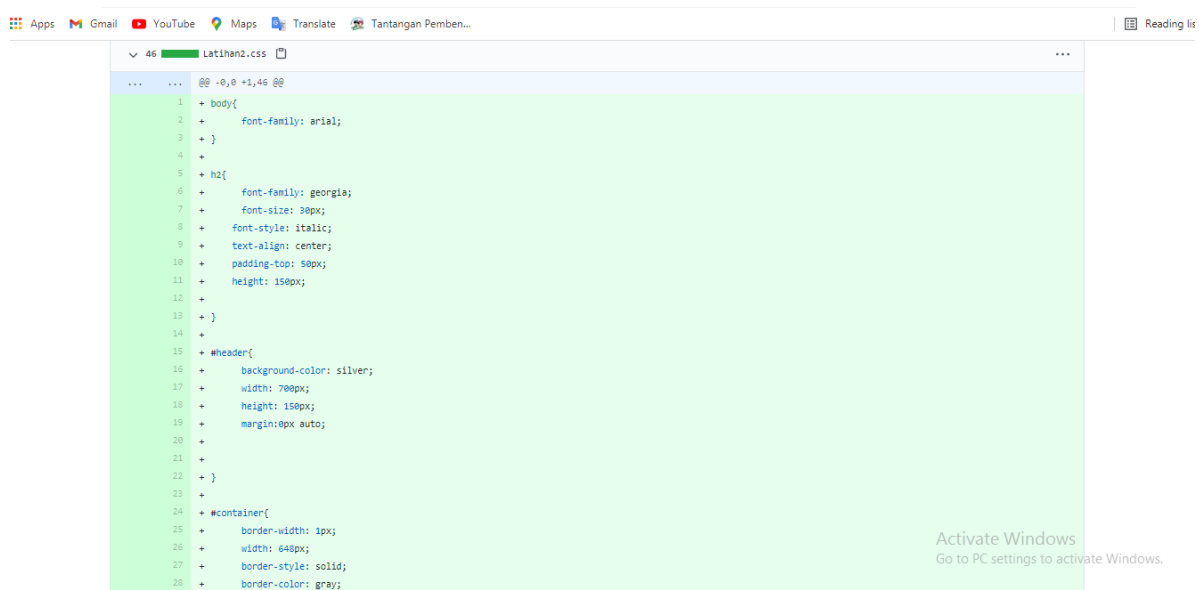 Apps Gmail YouTube Maps Translate Tantangan Pemben... Reading lis
46 Latihan2.css ...
... ... @@ -0,0 +1,46 @@
1 + body{
2 + font-family: arial;
3 + }
4 +
5 + h2{
6 + font-family: georgia;
7 + font-size: 30px;
8 + font-style: italic;
9 + text-align: center;
10 + padding-top: 50px;
11 + height: 150px;
12 +
13 + }
14 +
15 + #header{
16 + background-color: silver;
17 + width: 700px;
18 + height: 150px;
19 + margin:0px auto;
20 +
21 +
22 + }
23 +
24 + #container{
25 + border-width: 1px;
26 + width: 648px;
27 + border-style: solid;
28 + border-color: gray;
Activate Windows
Go to PC settings to activate Windows.